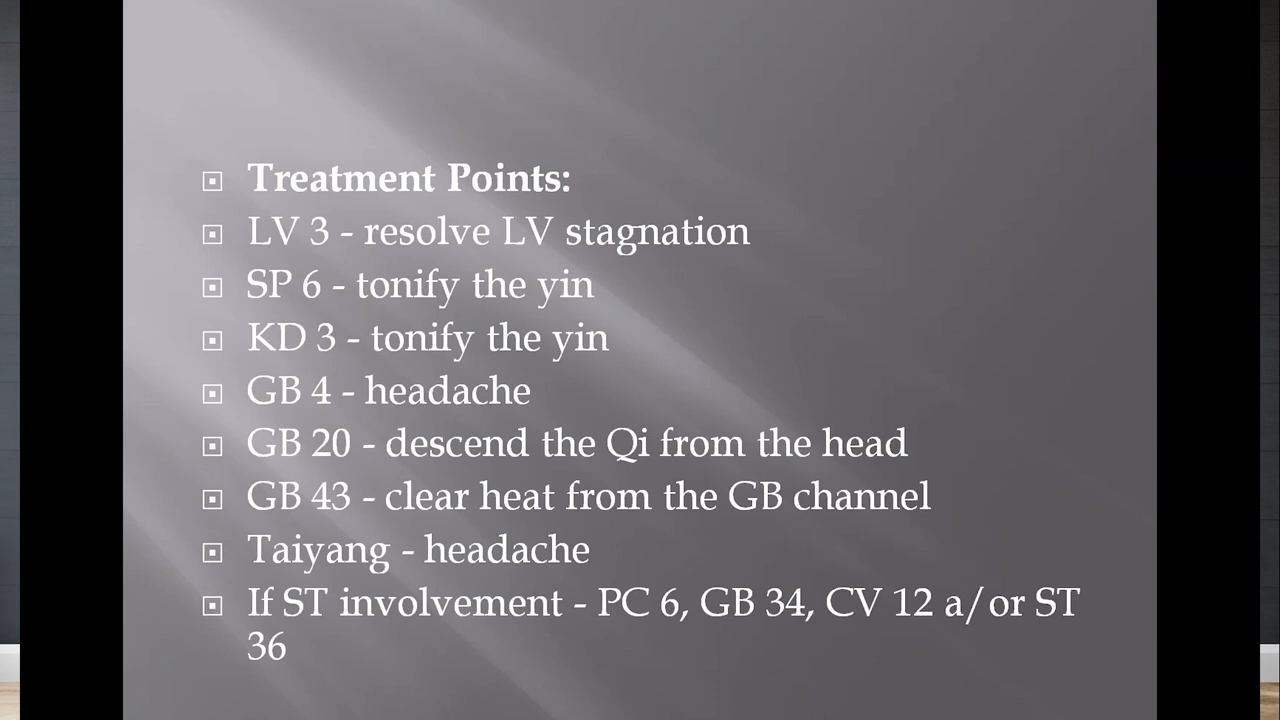 Treatment Points:
LV 3 - resolve LV stagnation
SP 6 - tonify the yin
KD 3 - tonify the yin
GB 4 - headache
GB 20 - descend the Qi from the head
GB 43 - clear heat from the GB channel
Taiyang - headache
If ST involvement - PC 6, GB 34, CV 12 a/or ST
36